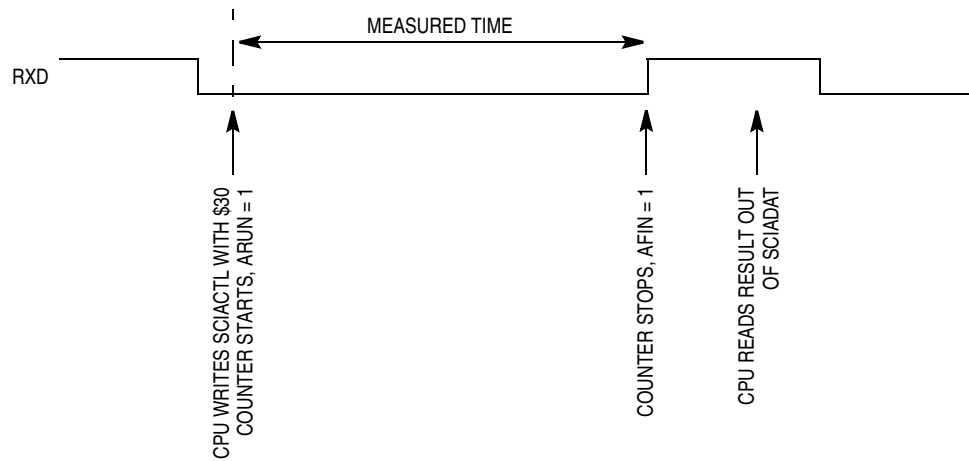 MEASURED TIME
RXD
CPU WRITES SCIACTL WITH $30
COUNTER STARTS, ARUN = 1
COUNTER STOPS, AFIN = 1
CPU READS RESULT OUT
OF SCIADAT